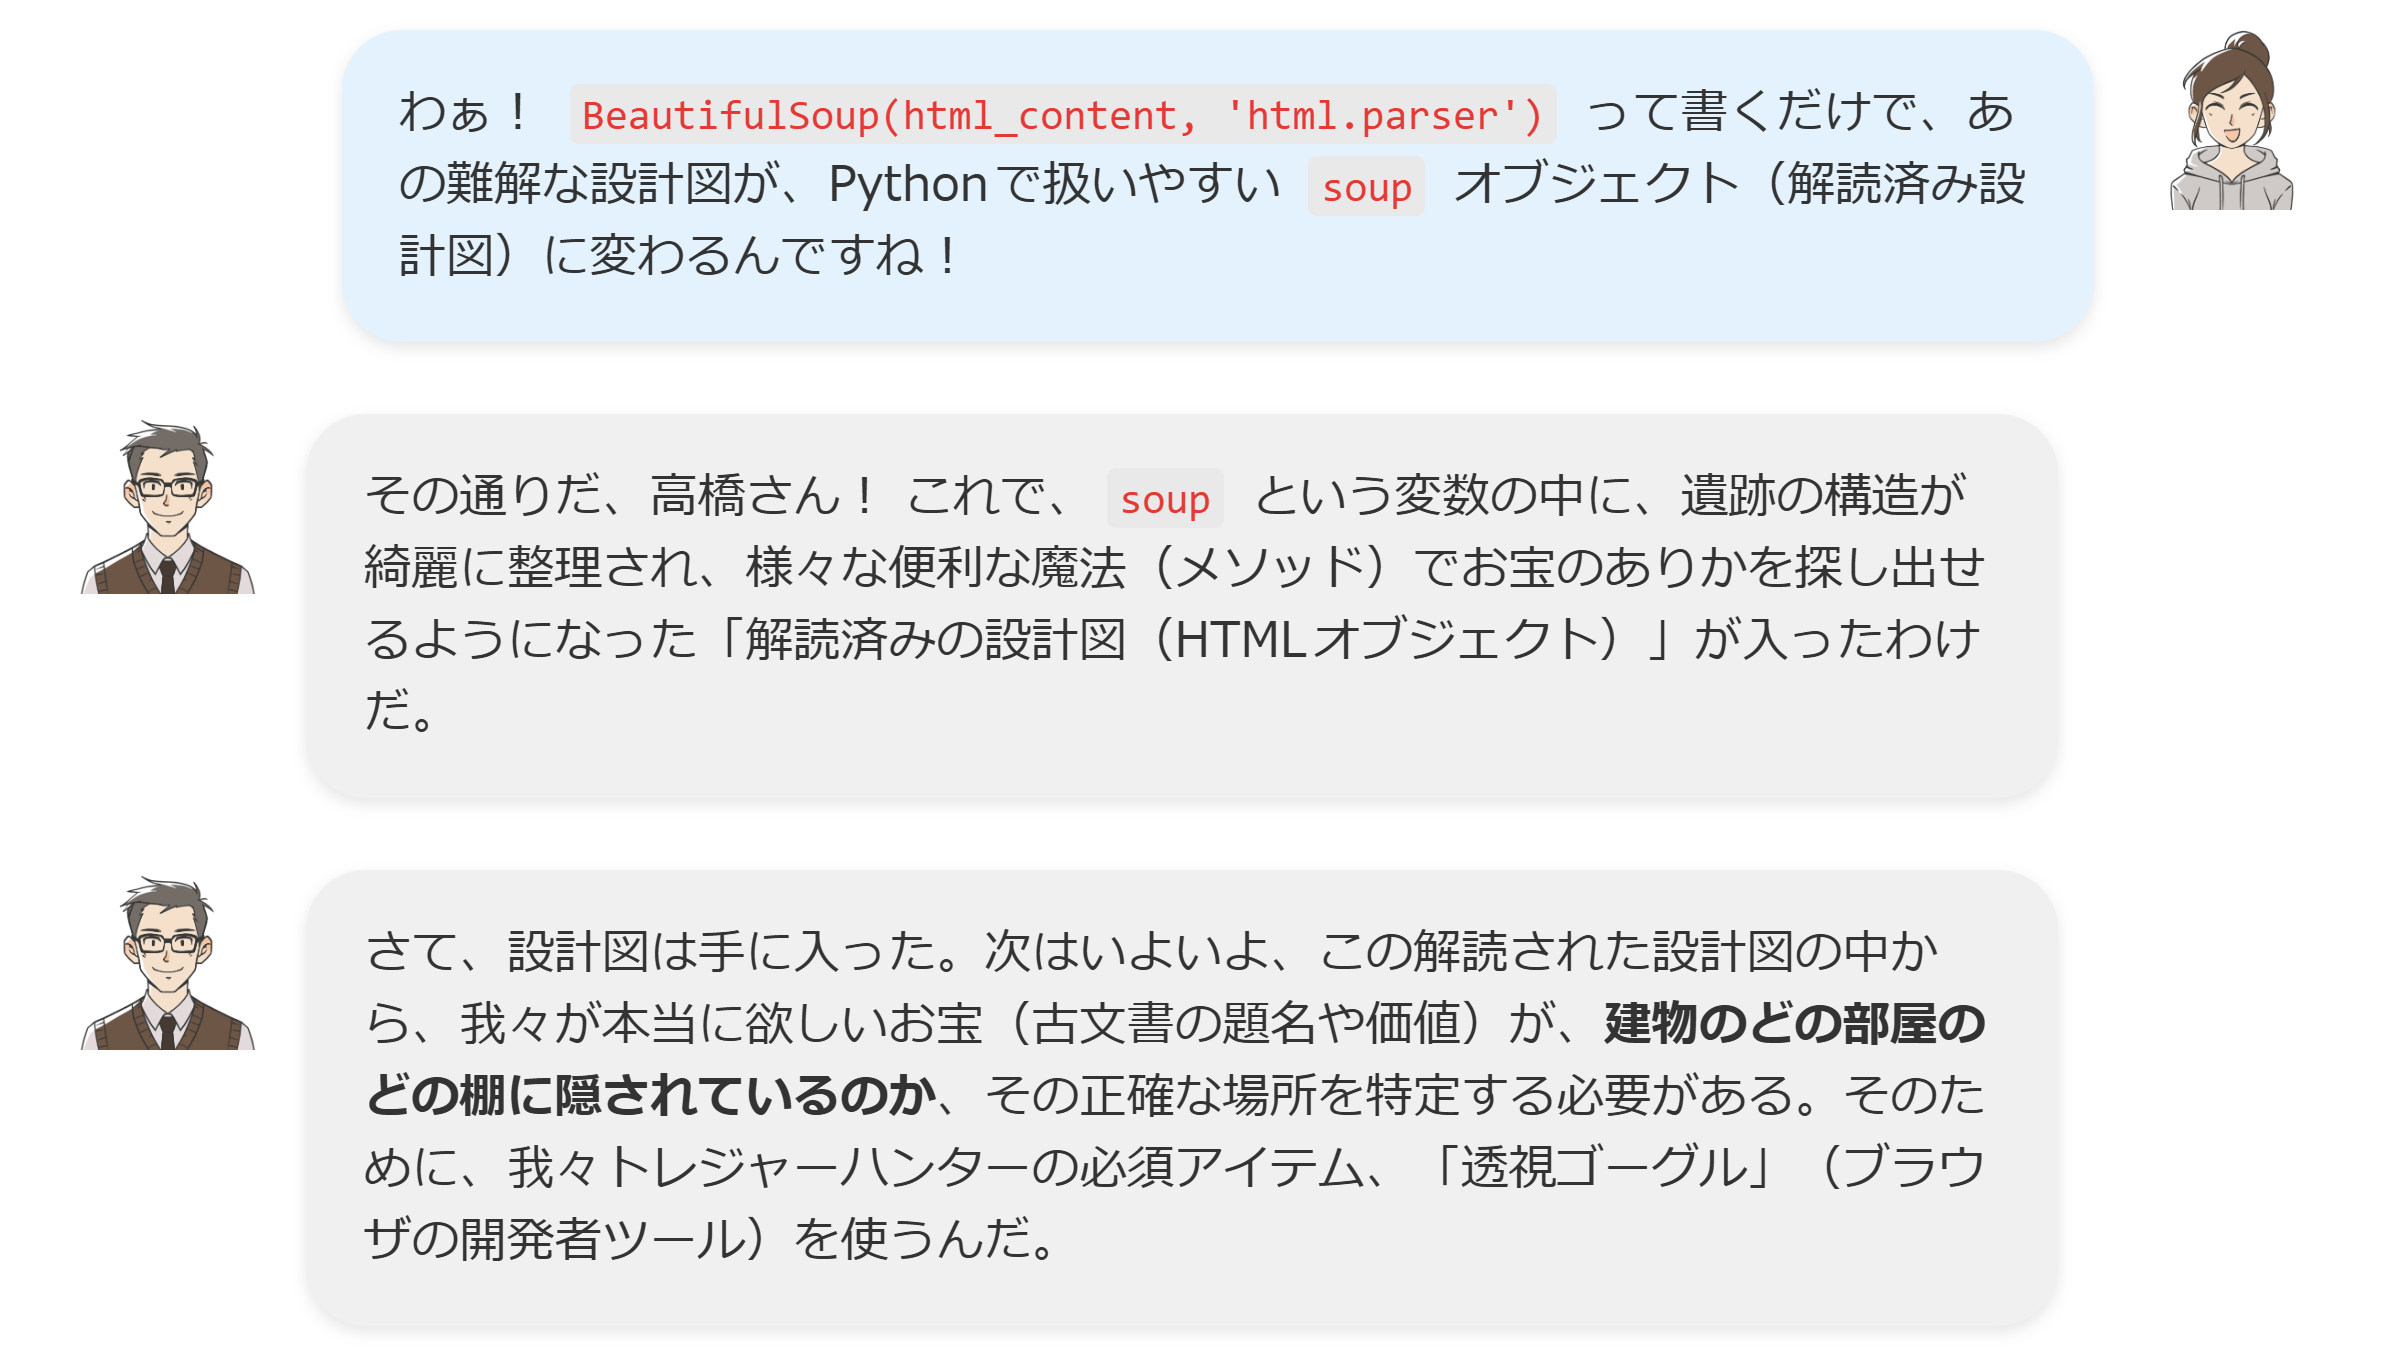 わぁ！ BeautifulSoup(html_content, 'html.parser') って書くだけで、あ
の難解な設計図が、Pythonで扱いやすい soup オブジェクト（解読済み設
計図）に変わるんですね！
その通りだ、高橋さん！ これで、 soup という変数の中に、遺跡の構造が
綺麗に整理され、様々な便利な魔法（メソッド）でお宝のありかを探し出せ
るようになった「解読済みの設計図（HTMLオブジェクト）」が入ったわけ
だ。
さて、設計図は手に入った。次はいよいよ、この解読された設計図の中か
ら、我々が本当に欲しいお宝（古文書の題名や価値）が、建物のどの部屋の
どの棚に隠されているのか、その正確な場所を特定する必要がある。そのた
めに、我々トレジャーハンターの必須アイテム、「透視ゴーグル」（ブラウ
ザの開発者ツール）を使うんだ。